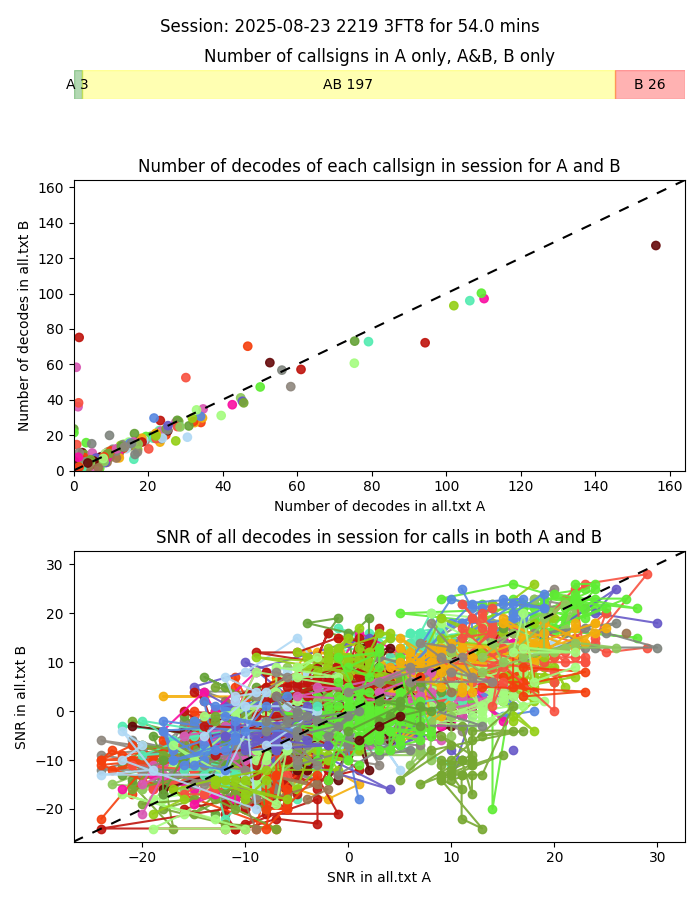 Session: 2025-08-23 2219 3FT8 for 54.0 mins
Number of callsigns in A only, A&B, B only
A 3 AB 197 B 26
Number of decodes of each callsign in session for A and B
160
140
120
100
80
60
40
20
0
Number of decodes in all.txt B
0 20 40 60 80 100 120 140 160
Number of decodes in all.txt A
SNR of all decodes in session for calls in both A and B
30
20
10
0
−10
−20
SNR in all.txt B
−20 −10 0 10 20 30
SNR in all.txt A